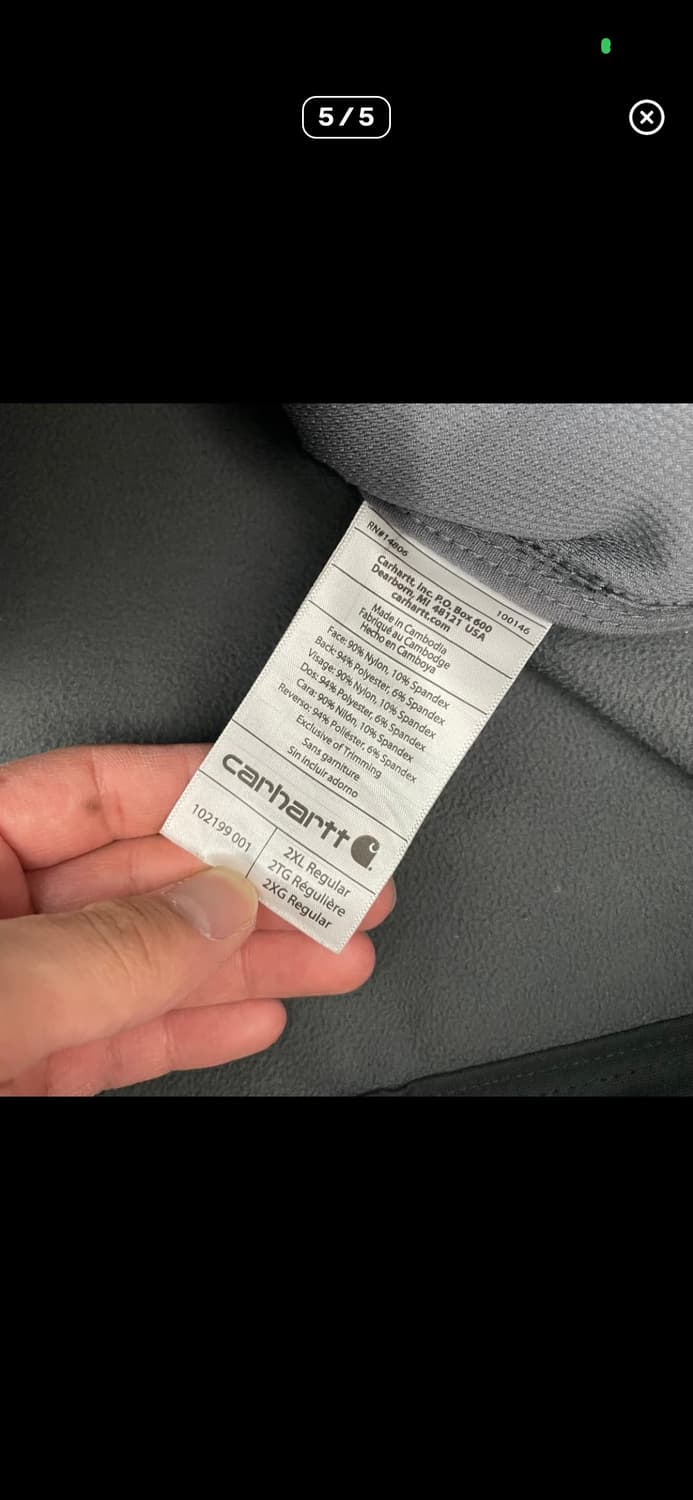 5/5
RN#14806
100146
Carhartt, Inc. P.O. Box 600
Dearborn, MI 48121 USA
carhartt.com
Made in Cambodia
Fabriqué au Cambodge
Hecho en Camboya
Face: 90% Nylon, 10% Spandex
Back: 94% Polyester, 6% Spandex
Visage: 90% Nylon, 10% Spandex
Dos: 94% Polyester, 6% Spandex
Cara: 90% Nilón, 10% Spandex
Reverso: 94% Poliéster, 6% Spandex
Exclusive of Trimming
Sans garniture
Sin incluir adorno
carhartt
102199 001
2XL Regular
2TG Régulière
2XG Regular